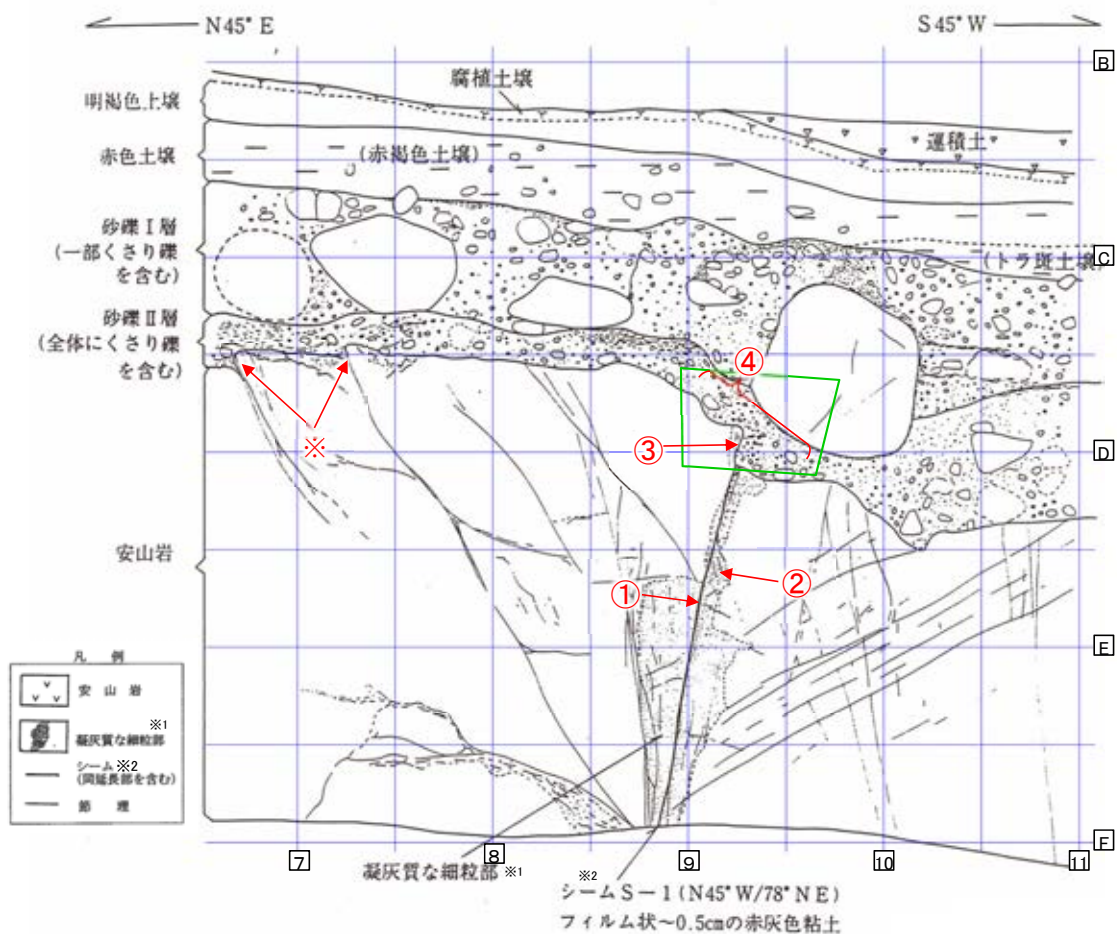 N45°E
S45°W
B
腐植土壌
明褐色土壌
運積土
赤色土壌
(赤褐色土壌)
砂礫Ⅰ層
(一部くさり礫
を含む)
C
(トラ斑土壌)
砂礫Ⅱ層
(全体にくさり礫
を含む)
④
※
③
D
安山岩
①
②
E
凡 例
安 山 岩
凝灰質な細粒部 ※1
シーム ※2
(同延長部を含む)
節 理
F
7
8
9
10
11
凝灰質な細粒部 ※1
※2
シームS-1(N45°W/78°NE)
フィルム状~0.5cmの赤灰色粘土